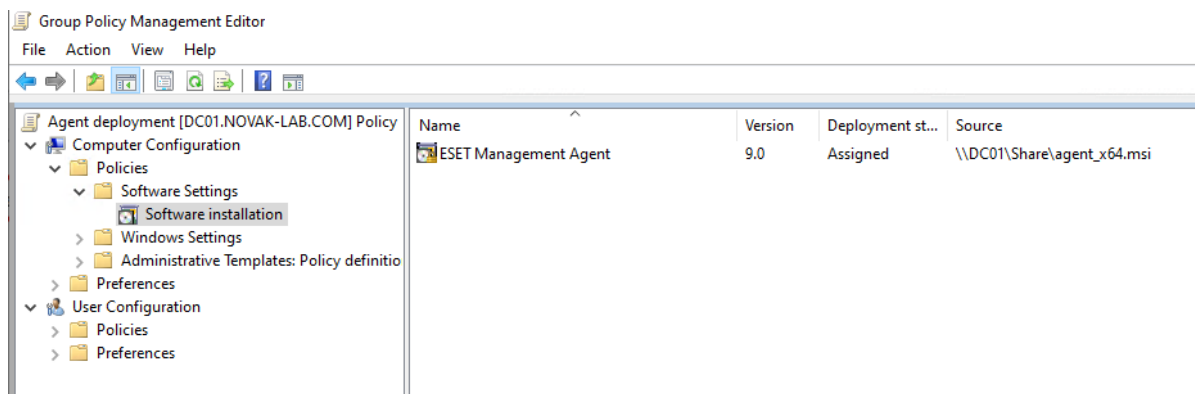 Group Policy Management Editor
File Action View Help
Agent deployment [DC01.NOVAK-LAB.COM] Policy
Computer Configuration
Policies
Software Settings
Software installation
Windows Settings
Administrative Templates: Policy definitio
Preferences
User Configuration
Policies
Preferences
Name Version Deployment st... Source
ESET Management Agent 9.0 Assigned \\DC01\Share\agent_x64.msi